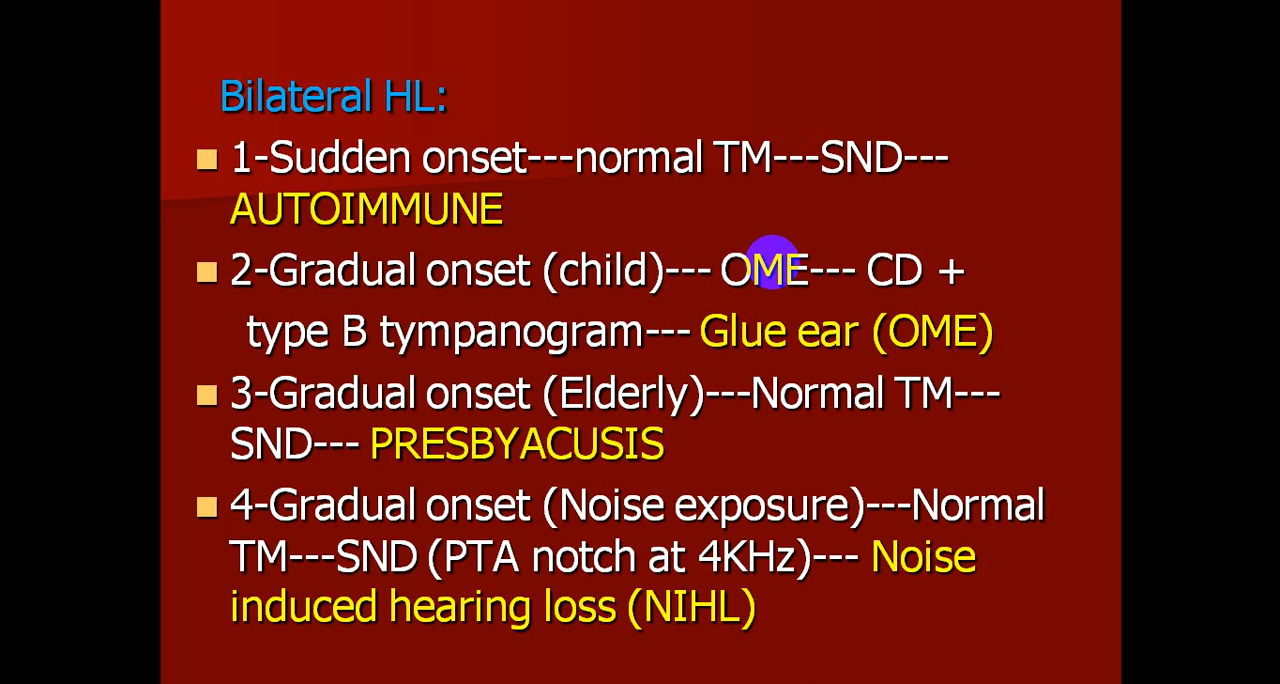 Bilateral HL:
1-Sudden onset---normal TM---SND---
AUTOIMMUNE
2-Gradual onset (child)--- OME--- CD +
type B tympanogram--- Glue ear (OME)
3-Gradual onset (Elderly)---Normal TM---
SND--- PRESBYACUSIS
4-Gradual onset (Noise exposure)---Normal
TM---SND (PTA notch at 4KHz)--- Noise
induced hearing loss (NIHL)